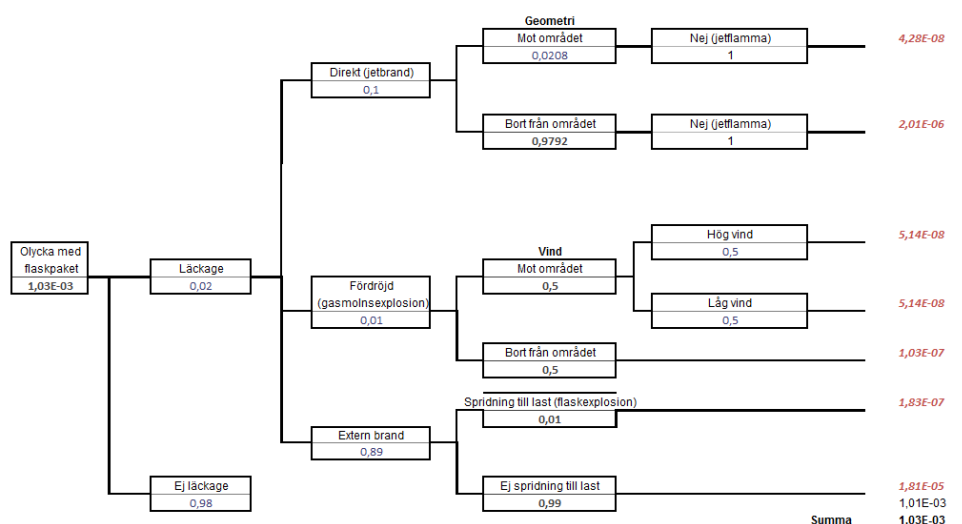 Geometri
Mot området
0,0208
Nej (jetflamma)
1
4,28E-08
Direkt (jetbrand)
0,1
Bort från området
0,9792
Nej (jetflamma)
1
2,01E-06
Olycka med
flaskpaket
1,03E-03
Läckage
0,02
Fördröjd
(gasmolnsexplosion)
0,01
Vind
Mot området
0,5
Hög vind
0,5
5,14E-08
Låg vind
0,5
5,14E-08
Bort från området
0,5
1,03E-07
Spridning till last (flaskexplosion)
0,01
1,83E-07
Extern brand
0,89
Ej läckage
0,98
Ej spridning till last
0,99
1,81E-05
1,01E-03
Summa 1,03E-03